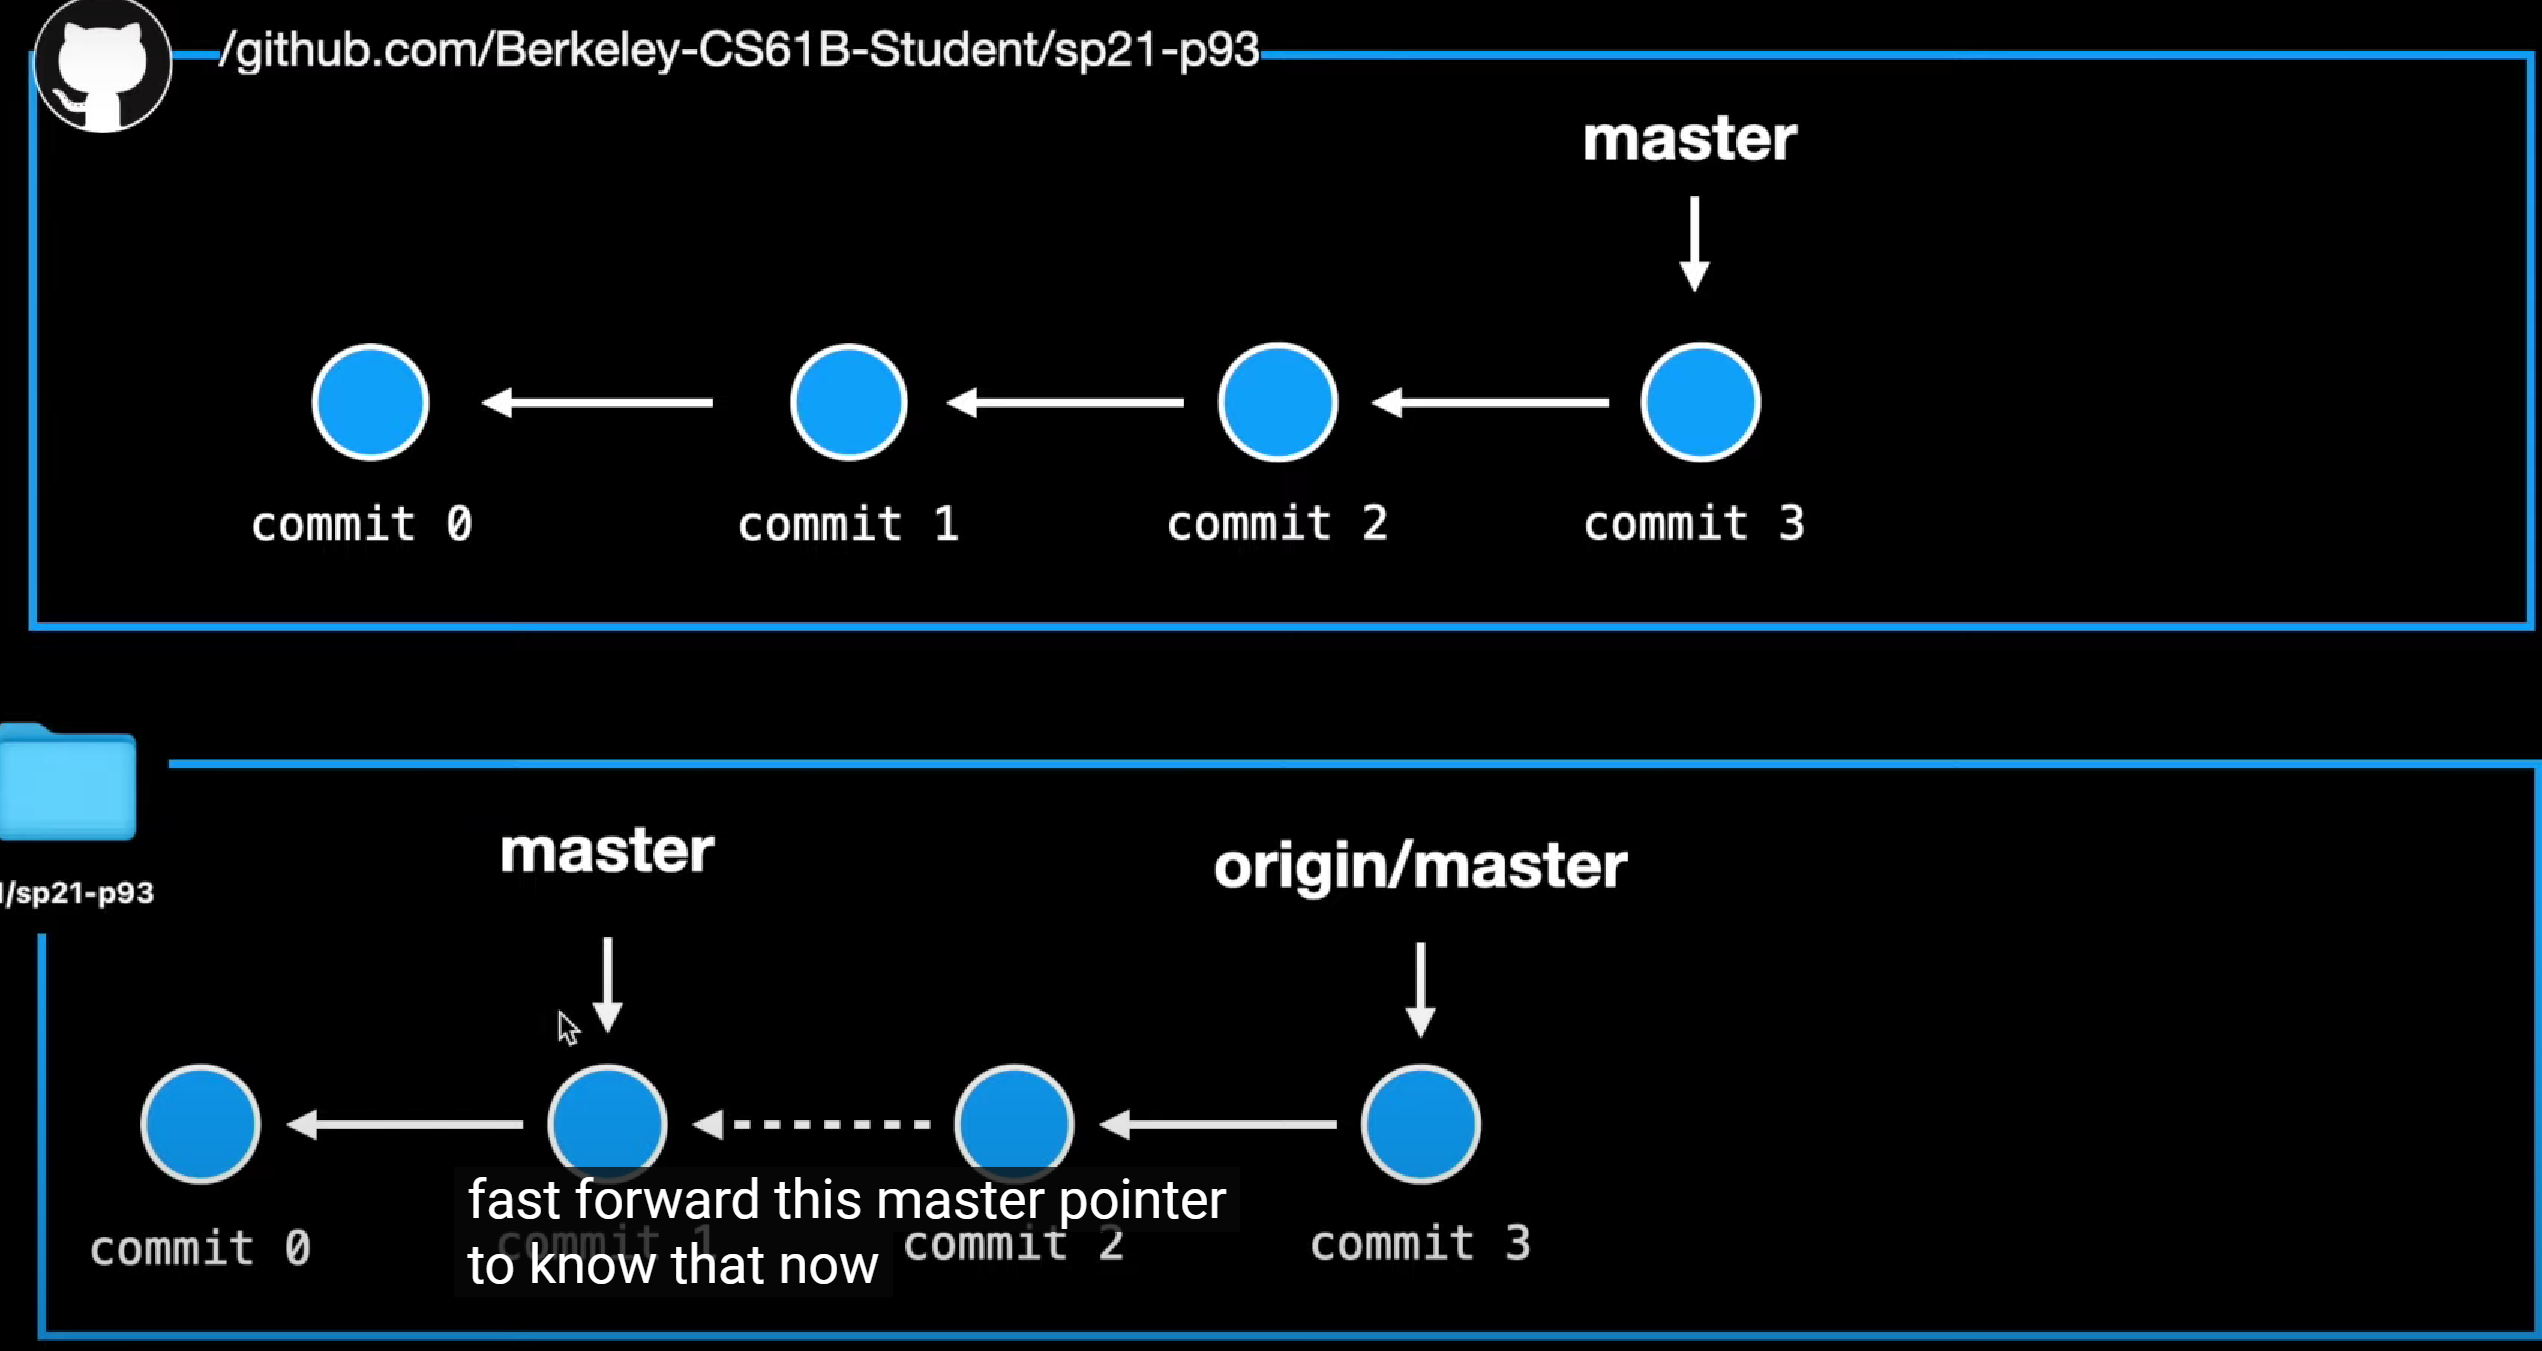 /github.com/Berkeley-CS61B-Student/sp21-p93
master
commit 0 commit 1 commit 2 commit 3
/sp21-p93
master origin/master
commit 0 commit 1 commit 2 commit 3
fast forward this master pointer
to know that now